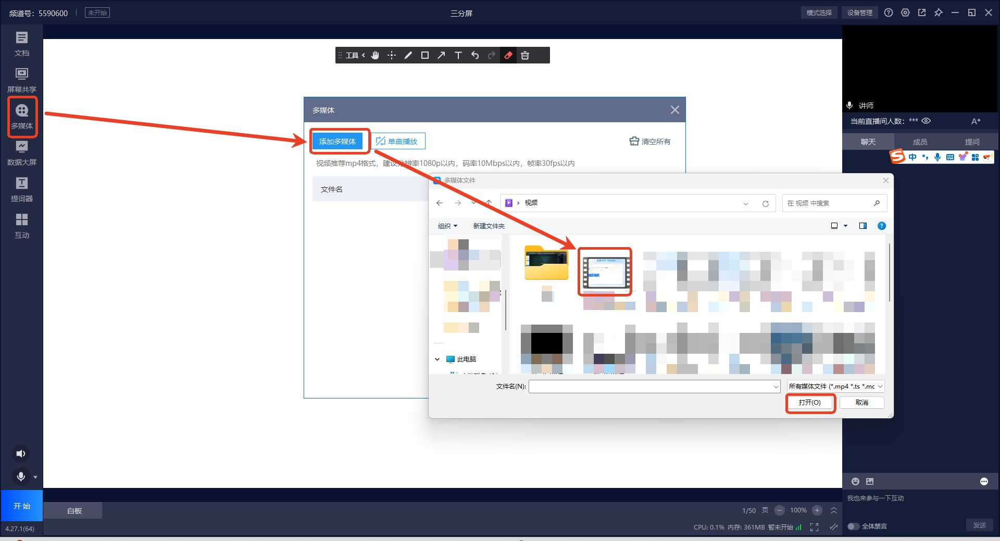 频道号：5590600
未开始
三分屏
模式选择
设备管理
文档
屏幕共享
多媒体
数据大屏
提词器
互动
工具
多媒体
添加多媒体
单曲播放
清空所有
视频推荐mp4格式，建议分辨率1080p以内，码率10Mbps以内，帧率30fps以内
文件名
多媒体文件
视频
在 视频 中搜索
组织
新建文件夹
此电脑
文件名(N):
所有媒体文件 (*.mp4 *.ts *.mc
打开(O)
取消
讲师
当前直播间人数：***
A+
聊天
成员
提问
中
我也来参与一下互动
全体禁言
发送
开 始
白板
1/50 页
100%
4.27.1(64)
CPU: 0.1% 内存: 361MB 暂未开始